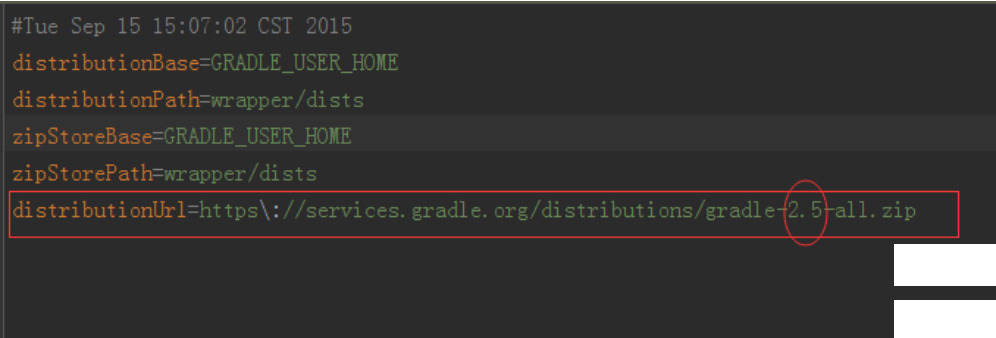 #Tue Sep 15 15:07:02 CST 2015
distributionBase=GRADLE_USER_HOME
distributionPath=wrapper/dists
zipStoreBase=GRADLE_USER_HOME
zipStorePath=wrapper/dists
distributionUrl=https\://services.gradle.org/distributions/gradle-2.5-all.zip